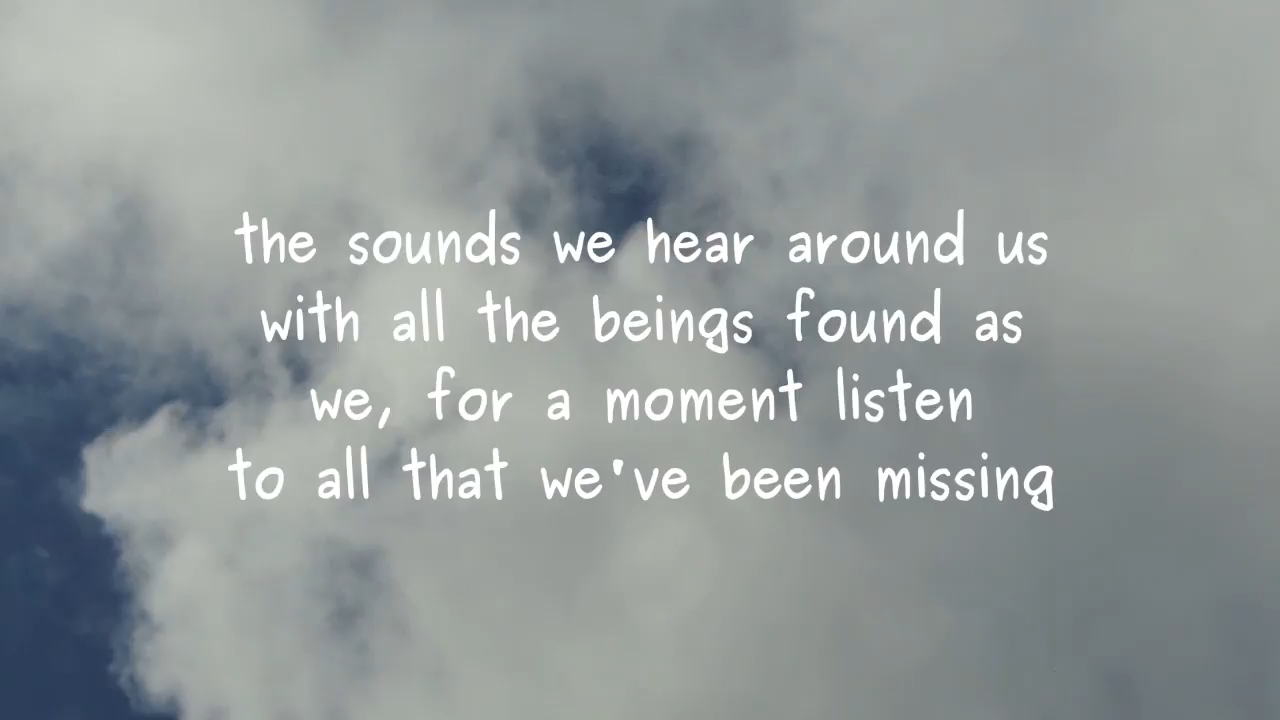 the sounds we hear around us
with all the beings found as
we, for a moment listen
to all that we've been missing